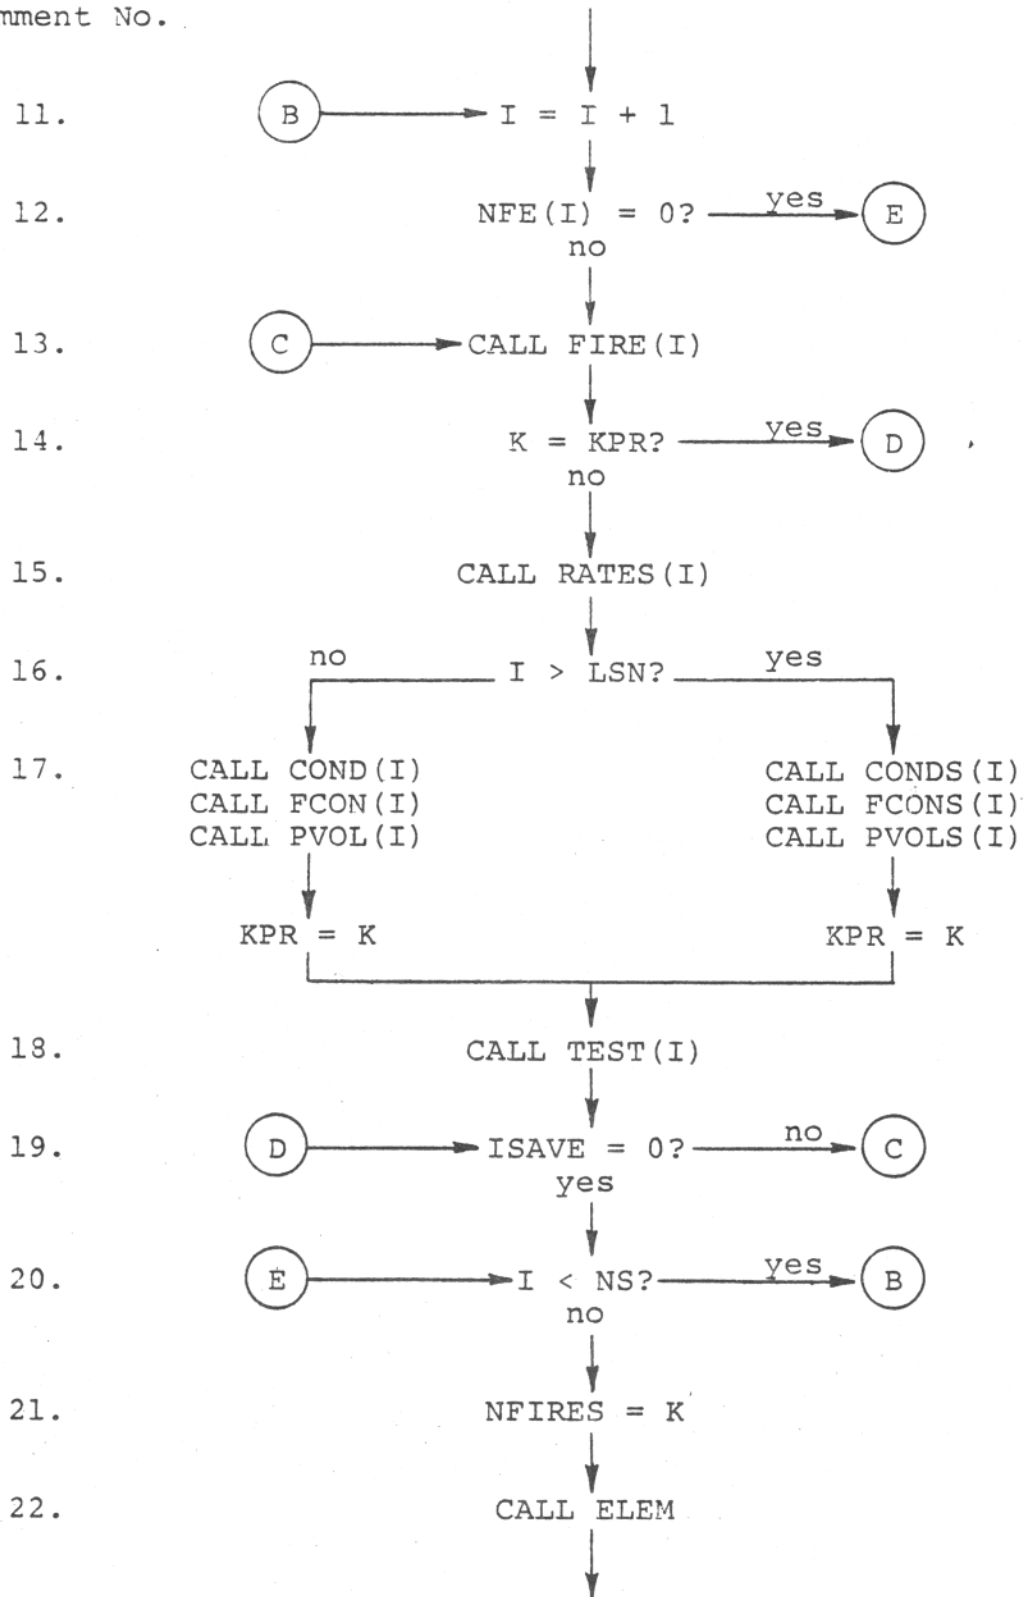 mment No.
11. B I = I + 1
12. NFE(I) = 0? yes E
no
13. C CALL FIRE(I)
14. K = KPR? yes D
no
15. CALL RATES(I)
16. no I > LSN? yes
17. CALL COND(I) CALL CONDS(I)
CALL FCON(I) CALL FCONS(I)
CALL PVOL(I) CALL PVOLS(I)
KPR = K KPR = K
18. CALL TEST(I)
19. D ISAVE = 0? no C
yes
20. E I < NS? yes B
no
21. NFIRES = K
22. CALL ELEM